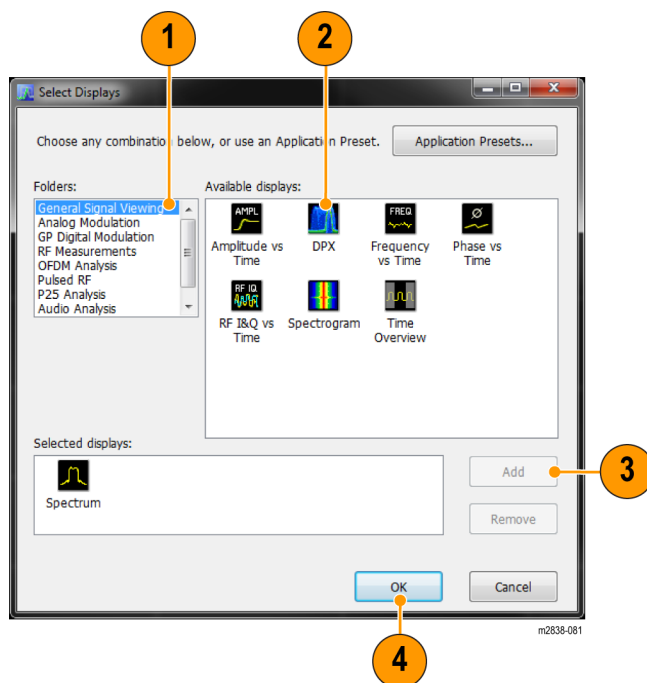 1
2
Select Displays
Choose any combination below, or use an Application Preset.
Application Presets...
Folders:
General Signal Viewing
Analog Modulation
GP Digital Modulation
RF Measurements
OFDM Analysis
Pulsed RF
P25 Analysis
Audio Analysis
Available displays:
AMPL
Amplitude vs
Time
DPX
FREQ
Frequency
vs Time
Ø
Phase vs
Time
RF IQ
RF I&Q vs
Time
Spectrogram
Time
Overview
Selected displays:
Spectrum
Add
3
Remove
OK
Cancel
m2838-081
4